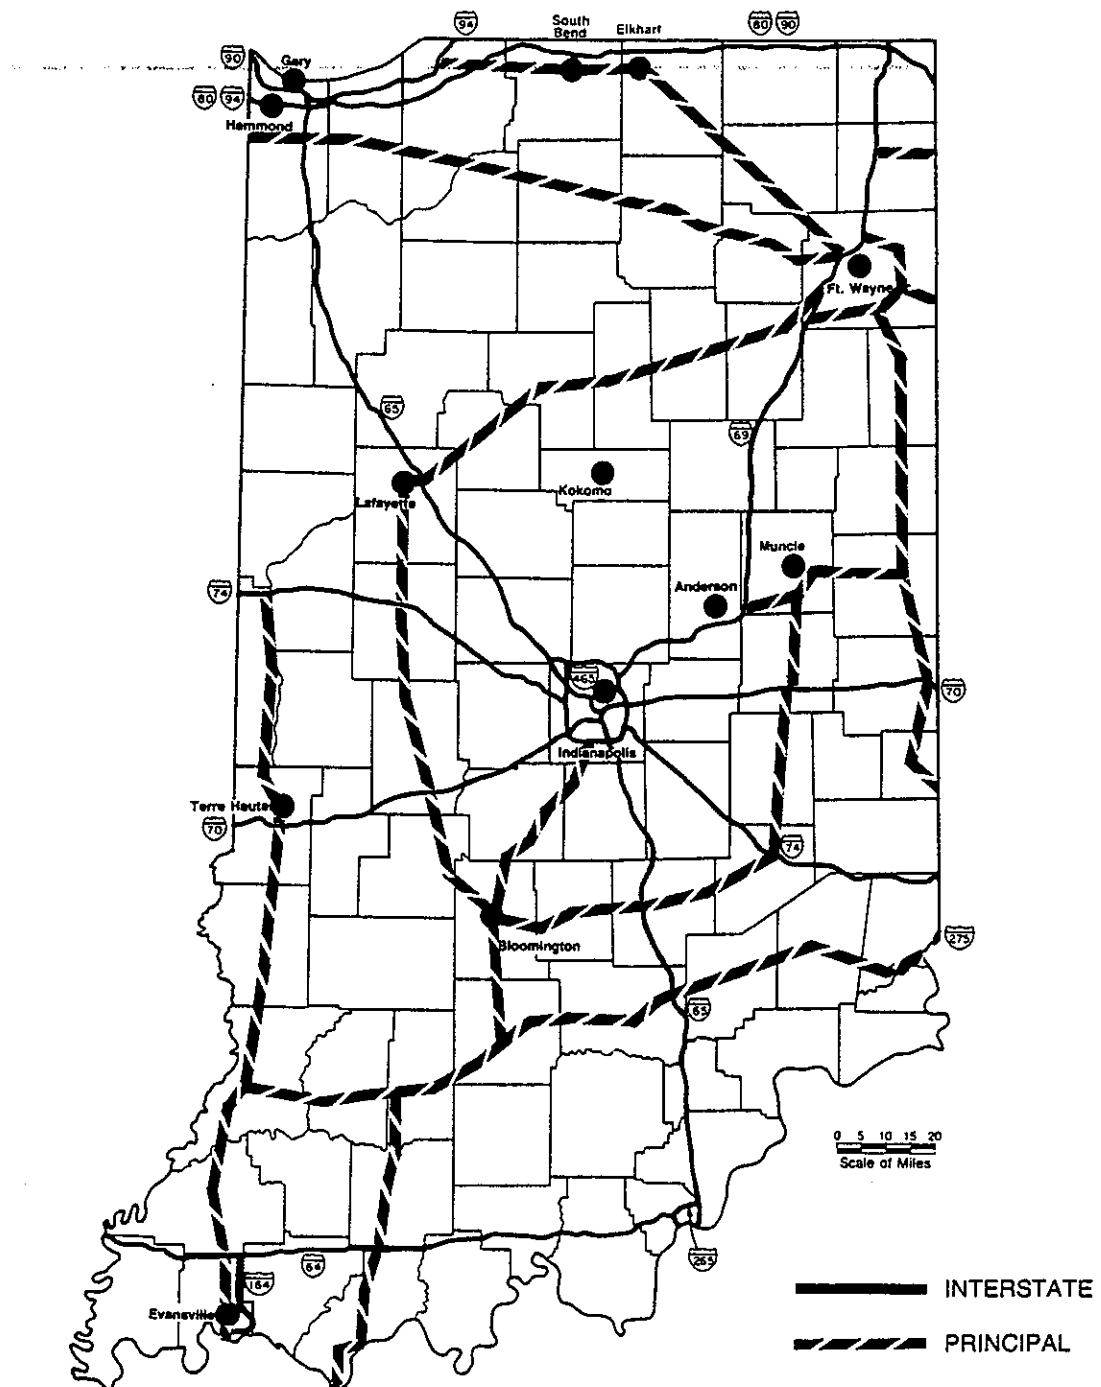 94
South
Bend
Elkhart
80 90
90
Gary
80 94
Hammond
Ft. Wayne
65
69
Lafayette
Kokomo
Muncie
74
Anderson
465
70
Indianapolis
Terre Haute
70
74
Bloomington
275
65
0 5 10 15 20
Scale of Miles
64
265
164
INTERSTATE
Evansville
PRINCIPAL